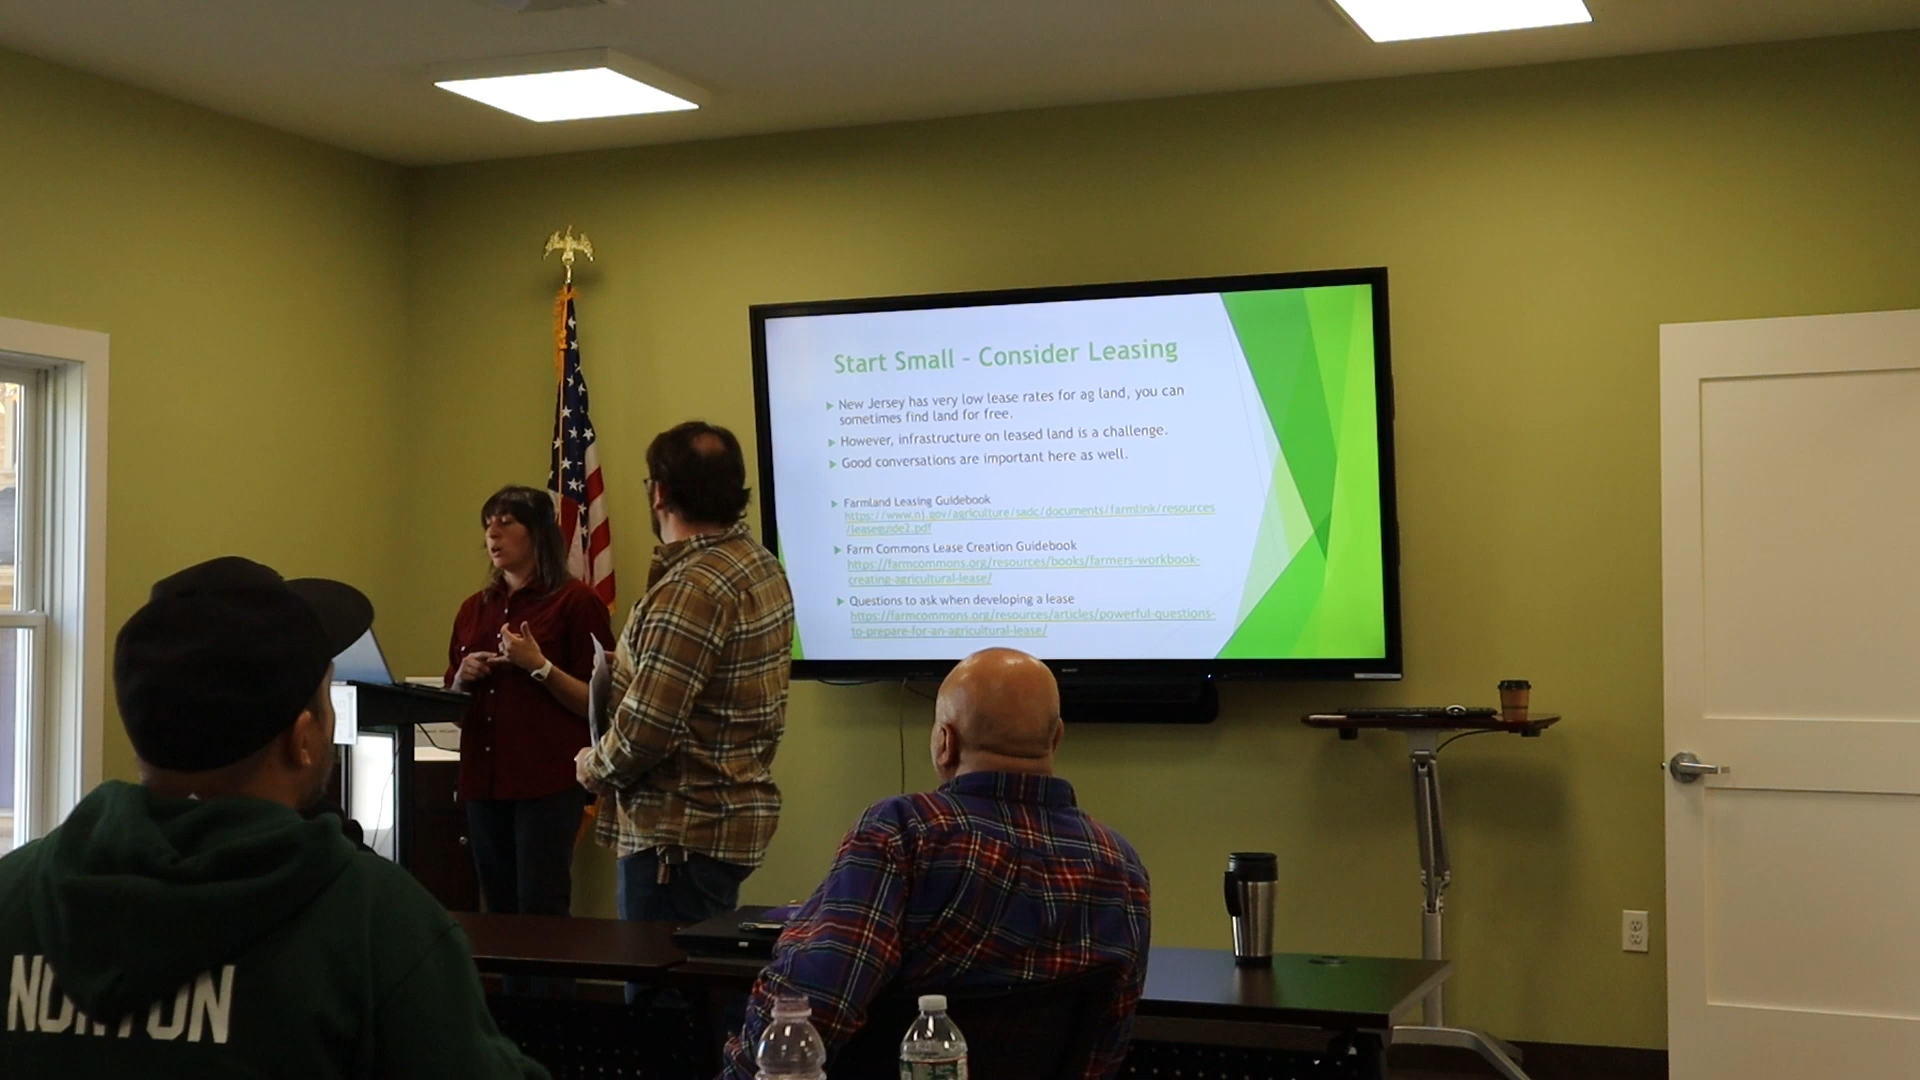 Start Small – Consider Leasing
New Jersey has very low lease rates for ag land, you can
sometimes find land for free.
However, infrastructure on leased land is a challenge.
Good conversations are important here as well.
Farmland Leasing Guidebook
https://www.nj.gov/agriculture/sadc/documents/farmlink/resources
/leaseguide2.pdf
Farm Commons Lease Creation Guidebook
https://farmcommons.org/resources/books/farmers-workbook-
creating-agricultural-lease/
Questions to ask when developing a lease
https://farmcommons.org/resources/articles/powerful-questions-
to-prepare-for-an-agricultural-lease/
NORTON